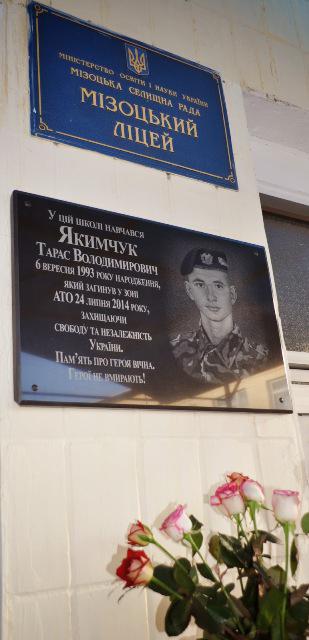 МІНІСТЕРСТВО ОСВІТИ І НАУКИ УКРАЇНИ
МІЗОЦЬКА СЕЛИЩНА РАДА
МІЗОЦЬКИЙ
ЛІЦЕЙ
У ЦІЙ ШКОЛІ НАВЧАВСЯ
ЯКИМЧУК
ТАРАС ВОЛОДИМИРОВИЧ
6 ВЕРЕСНЯ 1993 РОКУ НАРОДЖЕННЯ,
ЯКИЙ ЗАГИНУВ У ЗОНІ
АТО 24 ЛИПНЯ 2014 РОКУ,
ЗАХИЩАЮЧИ
СВОБОДУ ТА НЕЗАЛЕЖНІСТЬ
УКРАЇНИ.
ПАМ'ЯТЬ ПРО ГЕРОЯ ВІЧНА.
ГЕРОЇ НЕ ВМИРАЮТЬ!